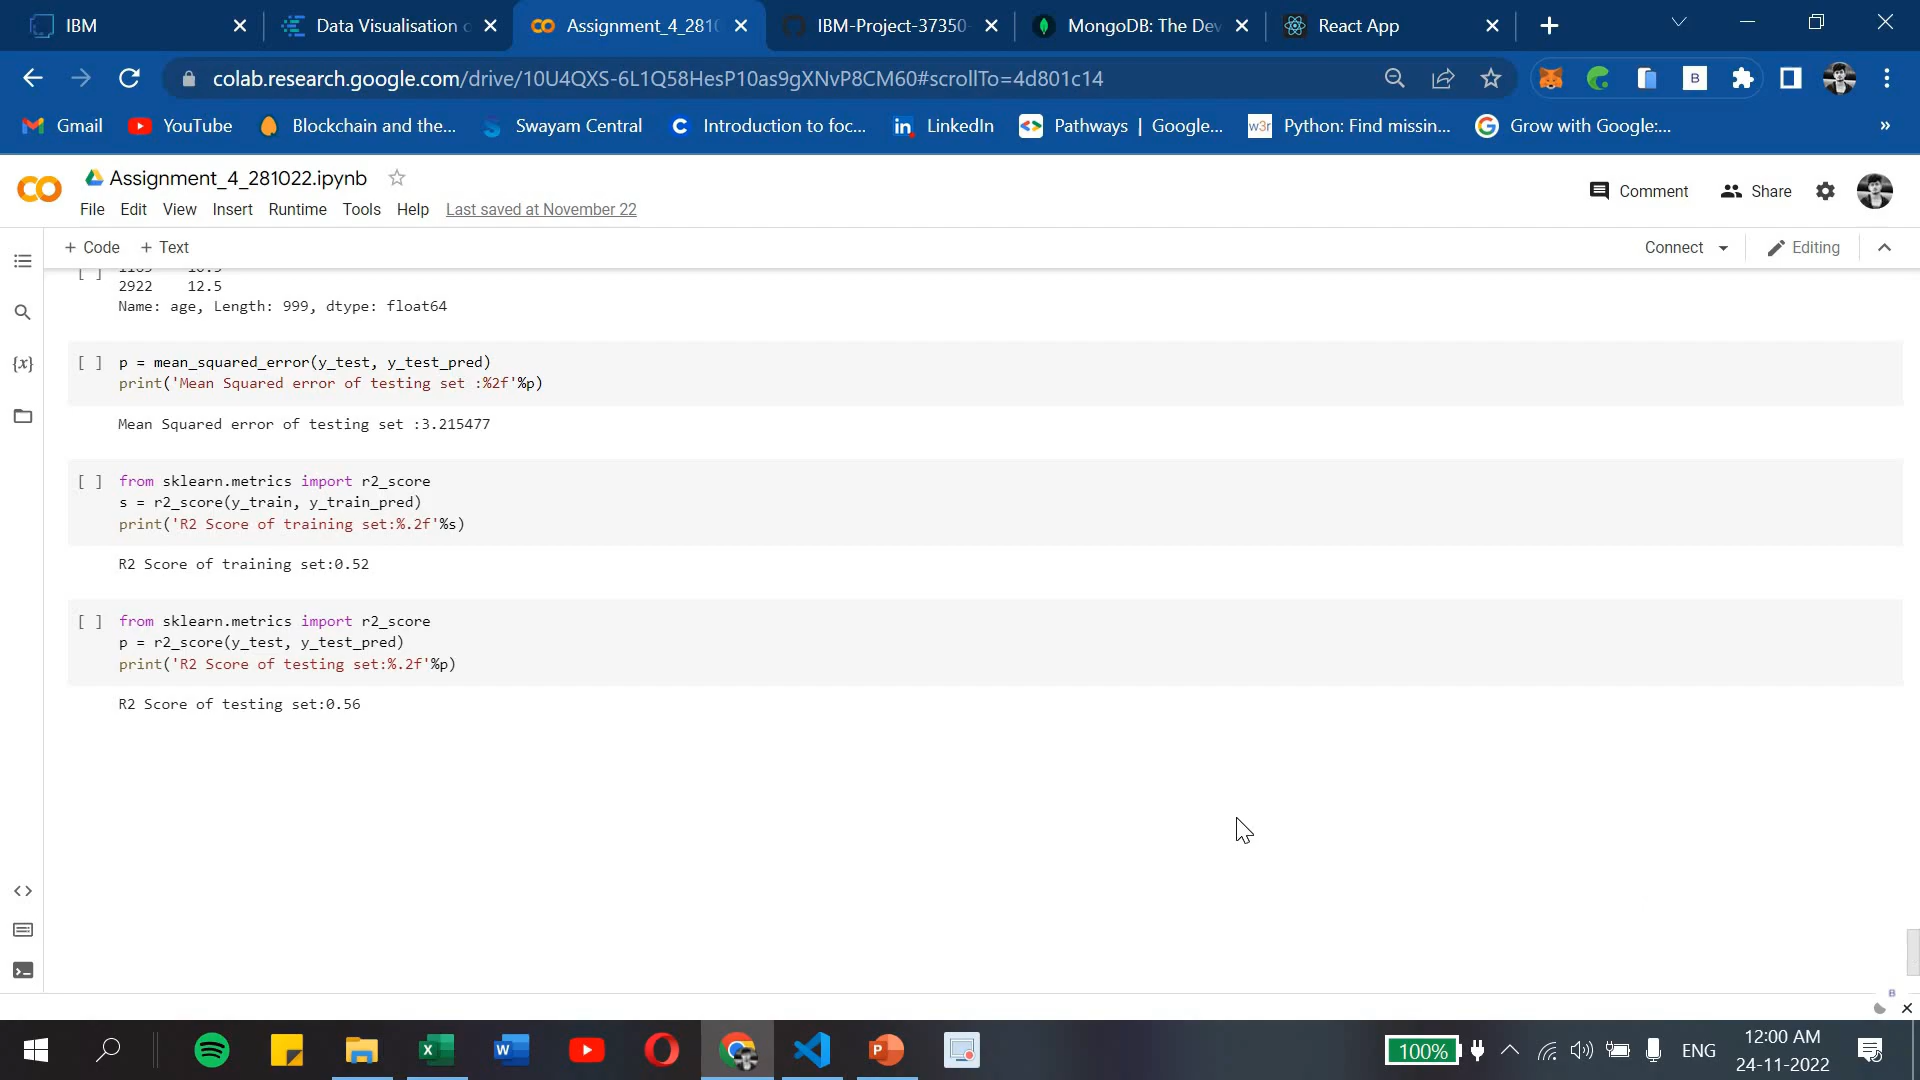 IBM
Data Visualisation
Assignment_4_281
IBM-Project-37350-
MongoDB: The Dev
React App
colab.research.google.com/drive/10U4QXS-6L1Q58HesP10as9gXNvP8CM60#scrollTo=4d801c14
Gmail
YouTube
Blockchain and the...
Swayam Central
Introduction to foc...
LinkedIn
Pathways | Google...
Python: Find missin...
Grow with Google:...
»
Assignment_4_281022.ipynb
File Edit View Insert Runtime Tools Help Last saved at November 22
Comment
Share
+ Code + Text
Connect
Editing
[ ]
2922 12.5
Name: age, Length: 999, dtype: float64
[ ] p = mean_squared_error(y_test, y_test_pred)
print('Mean Squared error of testing set :%2f'%p)
Mean Squared error of testing set :3.215477
[ ] from sklearn.metrics import r2_score
s = r2_score(y_train, y_train_pred)
print('R2 Score of training set:%.2f'%s)
R2 Score of training set:0.52
[ ] from sklearn.metrics import r2_score
p = r2_score(y_test, y_test_pred)
print('R2 Score of testing set:%.2f'%p)
R2 Score of testing set:0.56
100%
ENG
12:00 AM
24-11-2022